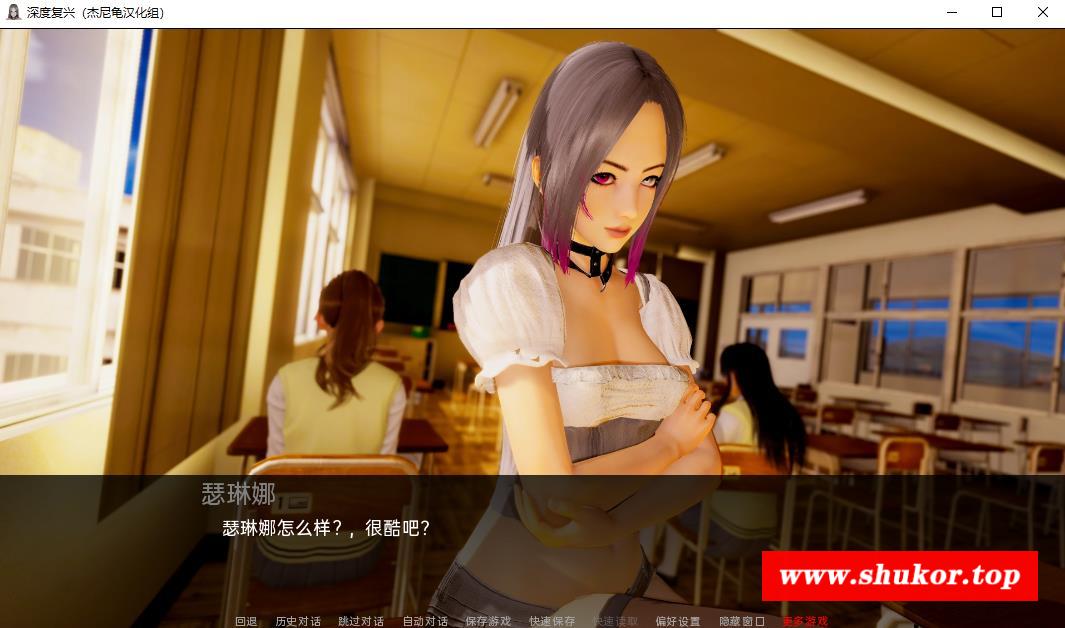 深度复兴（杰尼龟汉化组）
瑟琳娜
瑟琳娜怎么样？，很酷吧？
www.shukor.top
回退 历史对话 跳过对话 自动对话 保存游戏 快速保存 快速读取 偏好设置 隐藏窗口 更多游戏